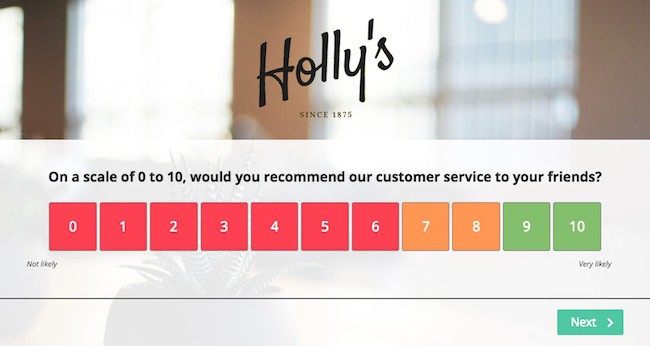 Holly's
SINCE 1875
On a scale of 0 to 10, would you recommend our customer service to your friends?
0 1 2 3 4 5 6 7 8 9 10
Not likely Very likely
Next